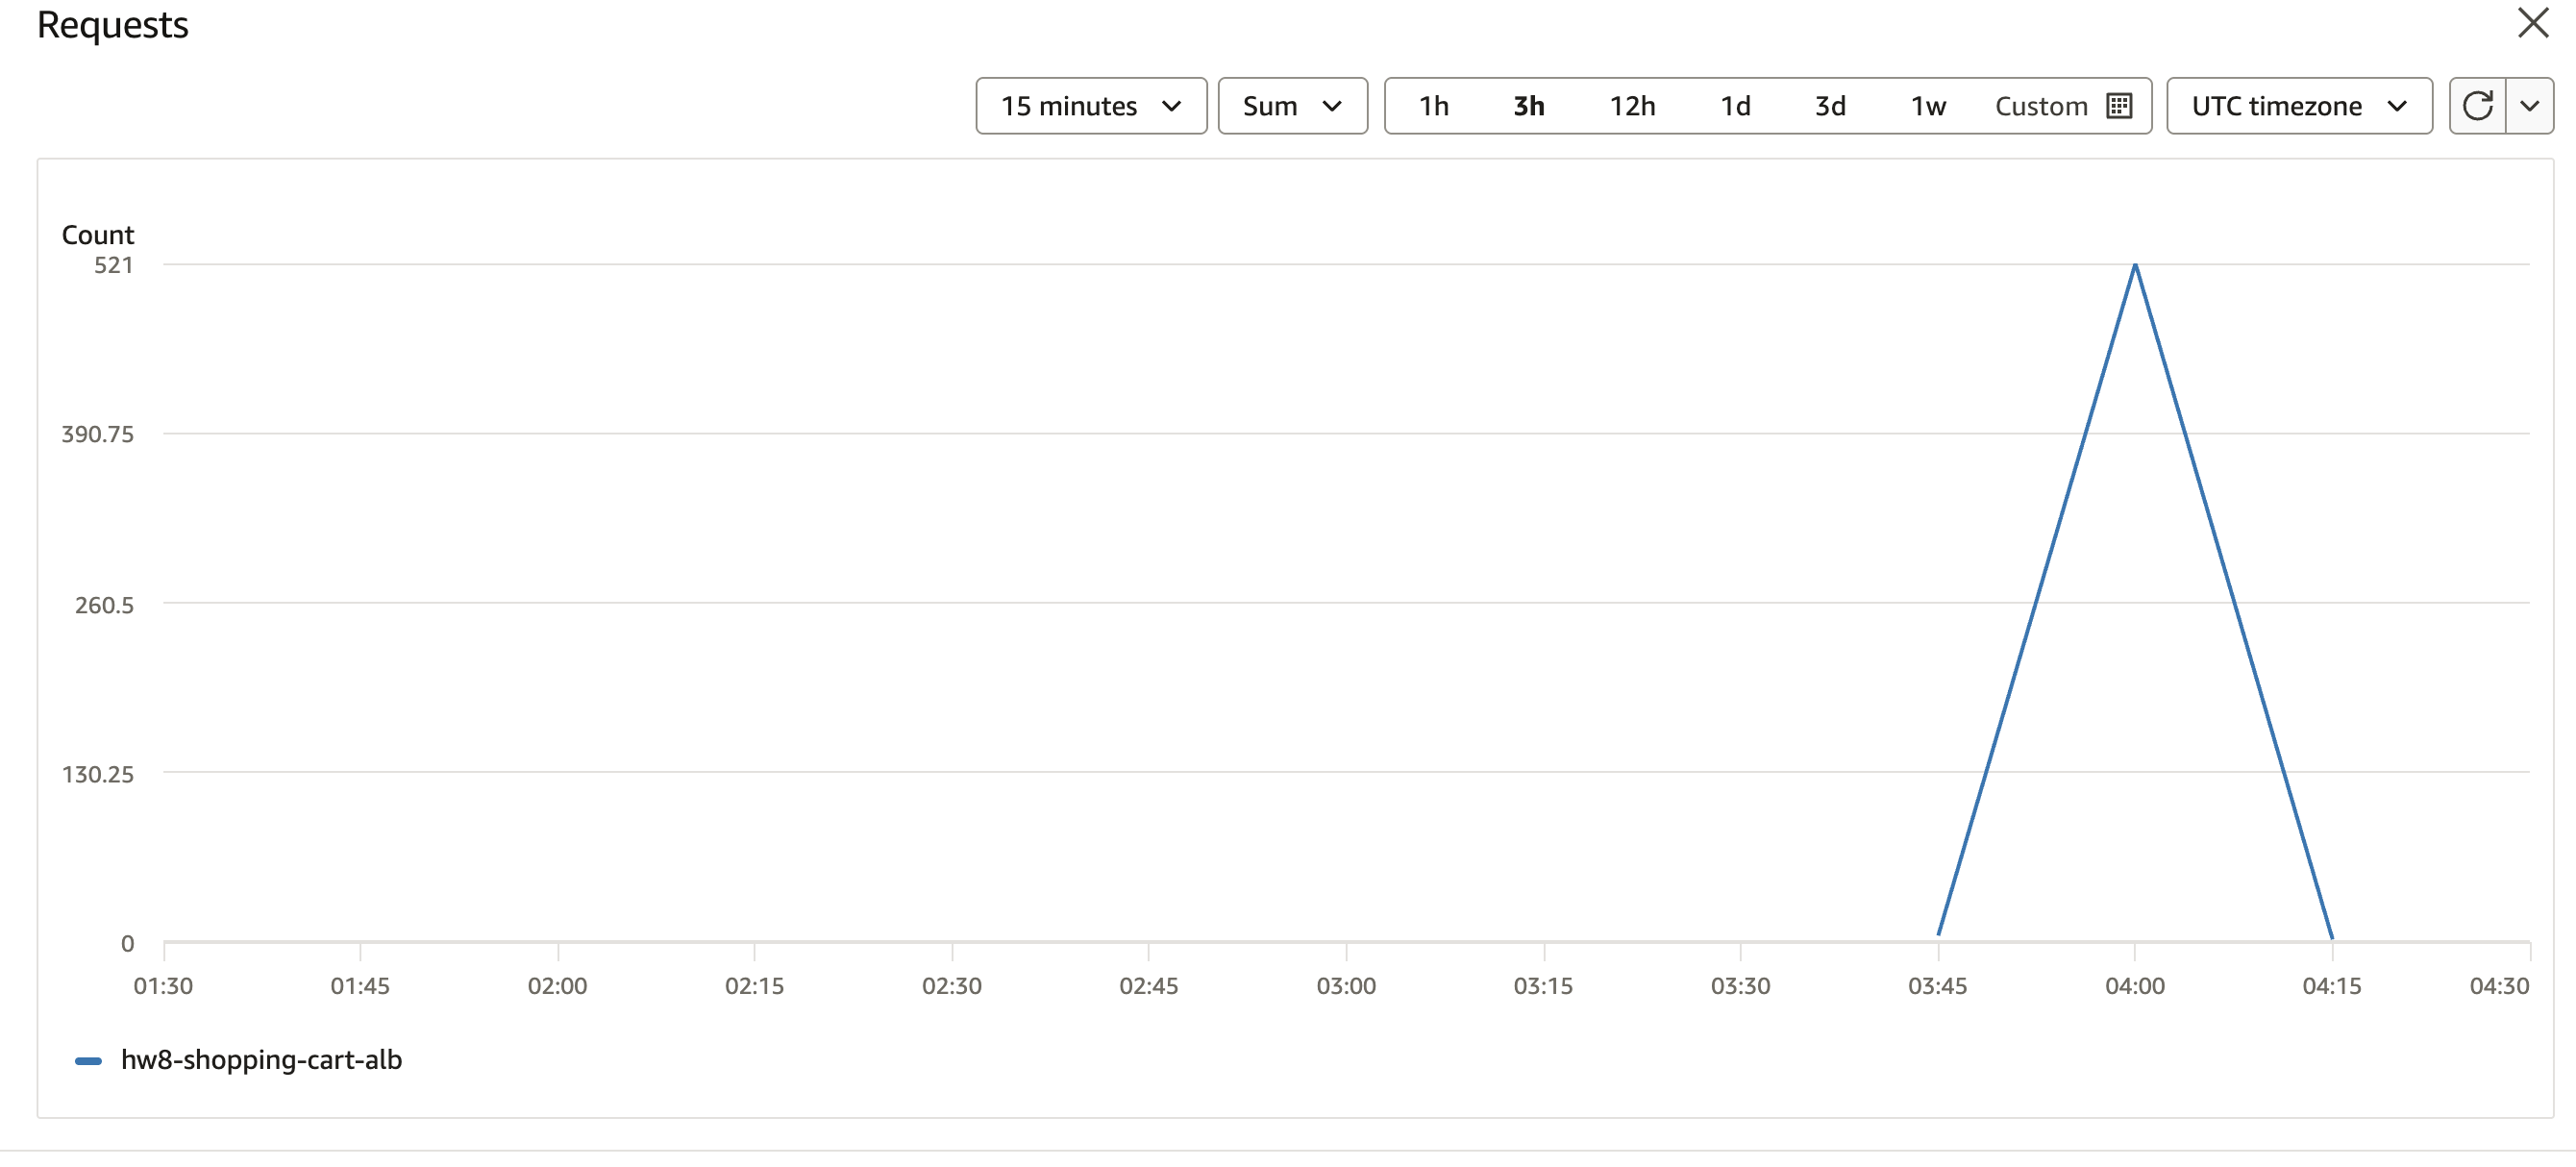 Requests
15 minutes Sum 1h 3h 12h 1d 3d 1w Custom UTC timezone
Count
521
390.75
260.5
130.25
0
01:30 01:45 02:00 02:15 02:30 02:45 03:00 03:15 03:30 03:45 04:00 04:15 04:30
hw8-shopping-cart-alb